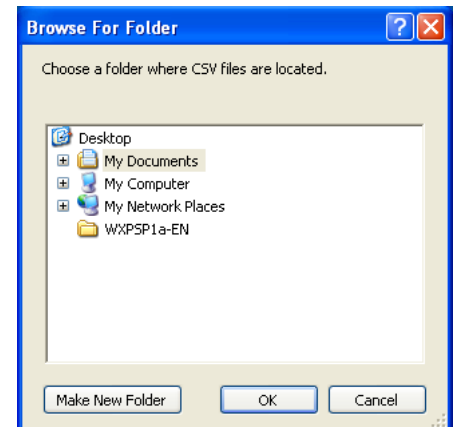 Browse For Folder
Choose a folder where CSV files are located.
Desktop
My Documents
My Computer
My Network Places
WXPSP1a-EN
Make New Folder
OK
Cancel